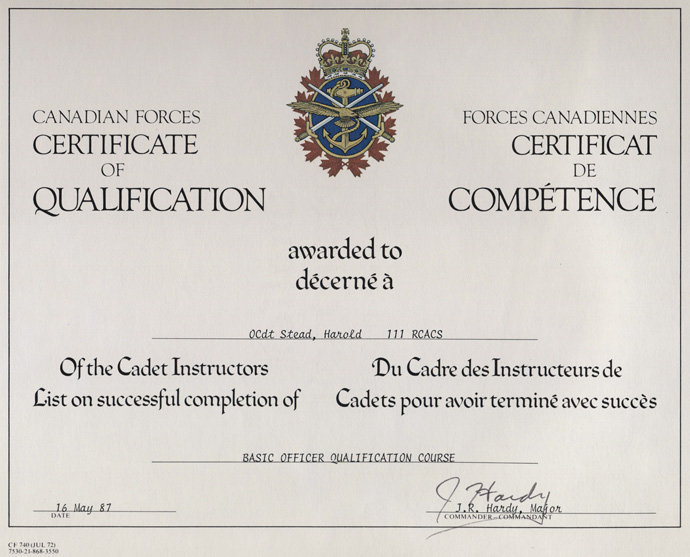 CANADIAN FORCES
CERTIFICATE
OF
QUALIFICATION
FORCES CANADIENNES
CERTIFICAT
DE
COMPÉTENCE
awarded to
décerné à
OCdt Stead, Harold 111 RCACS
Of the Cadet Instructors
List on successful completion of
Du Cadre des Instructeurs de
Cadets pour avoir terminé avec succès
BASIC OFFICER QUALIFICATION COURSE
16 May 87
DATE
J. Hardy
J.R. Hardy, Major
COMMANDER - COMMANDANT
CF 740 (JUL 72)
7530-21-868-3550